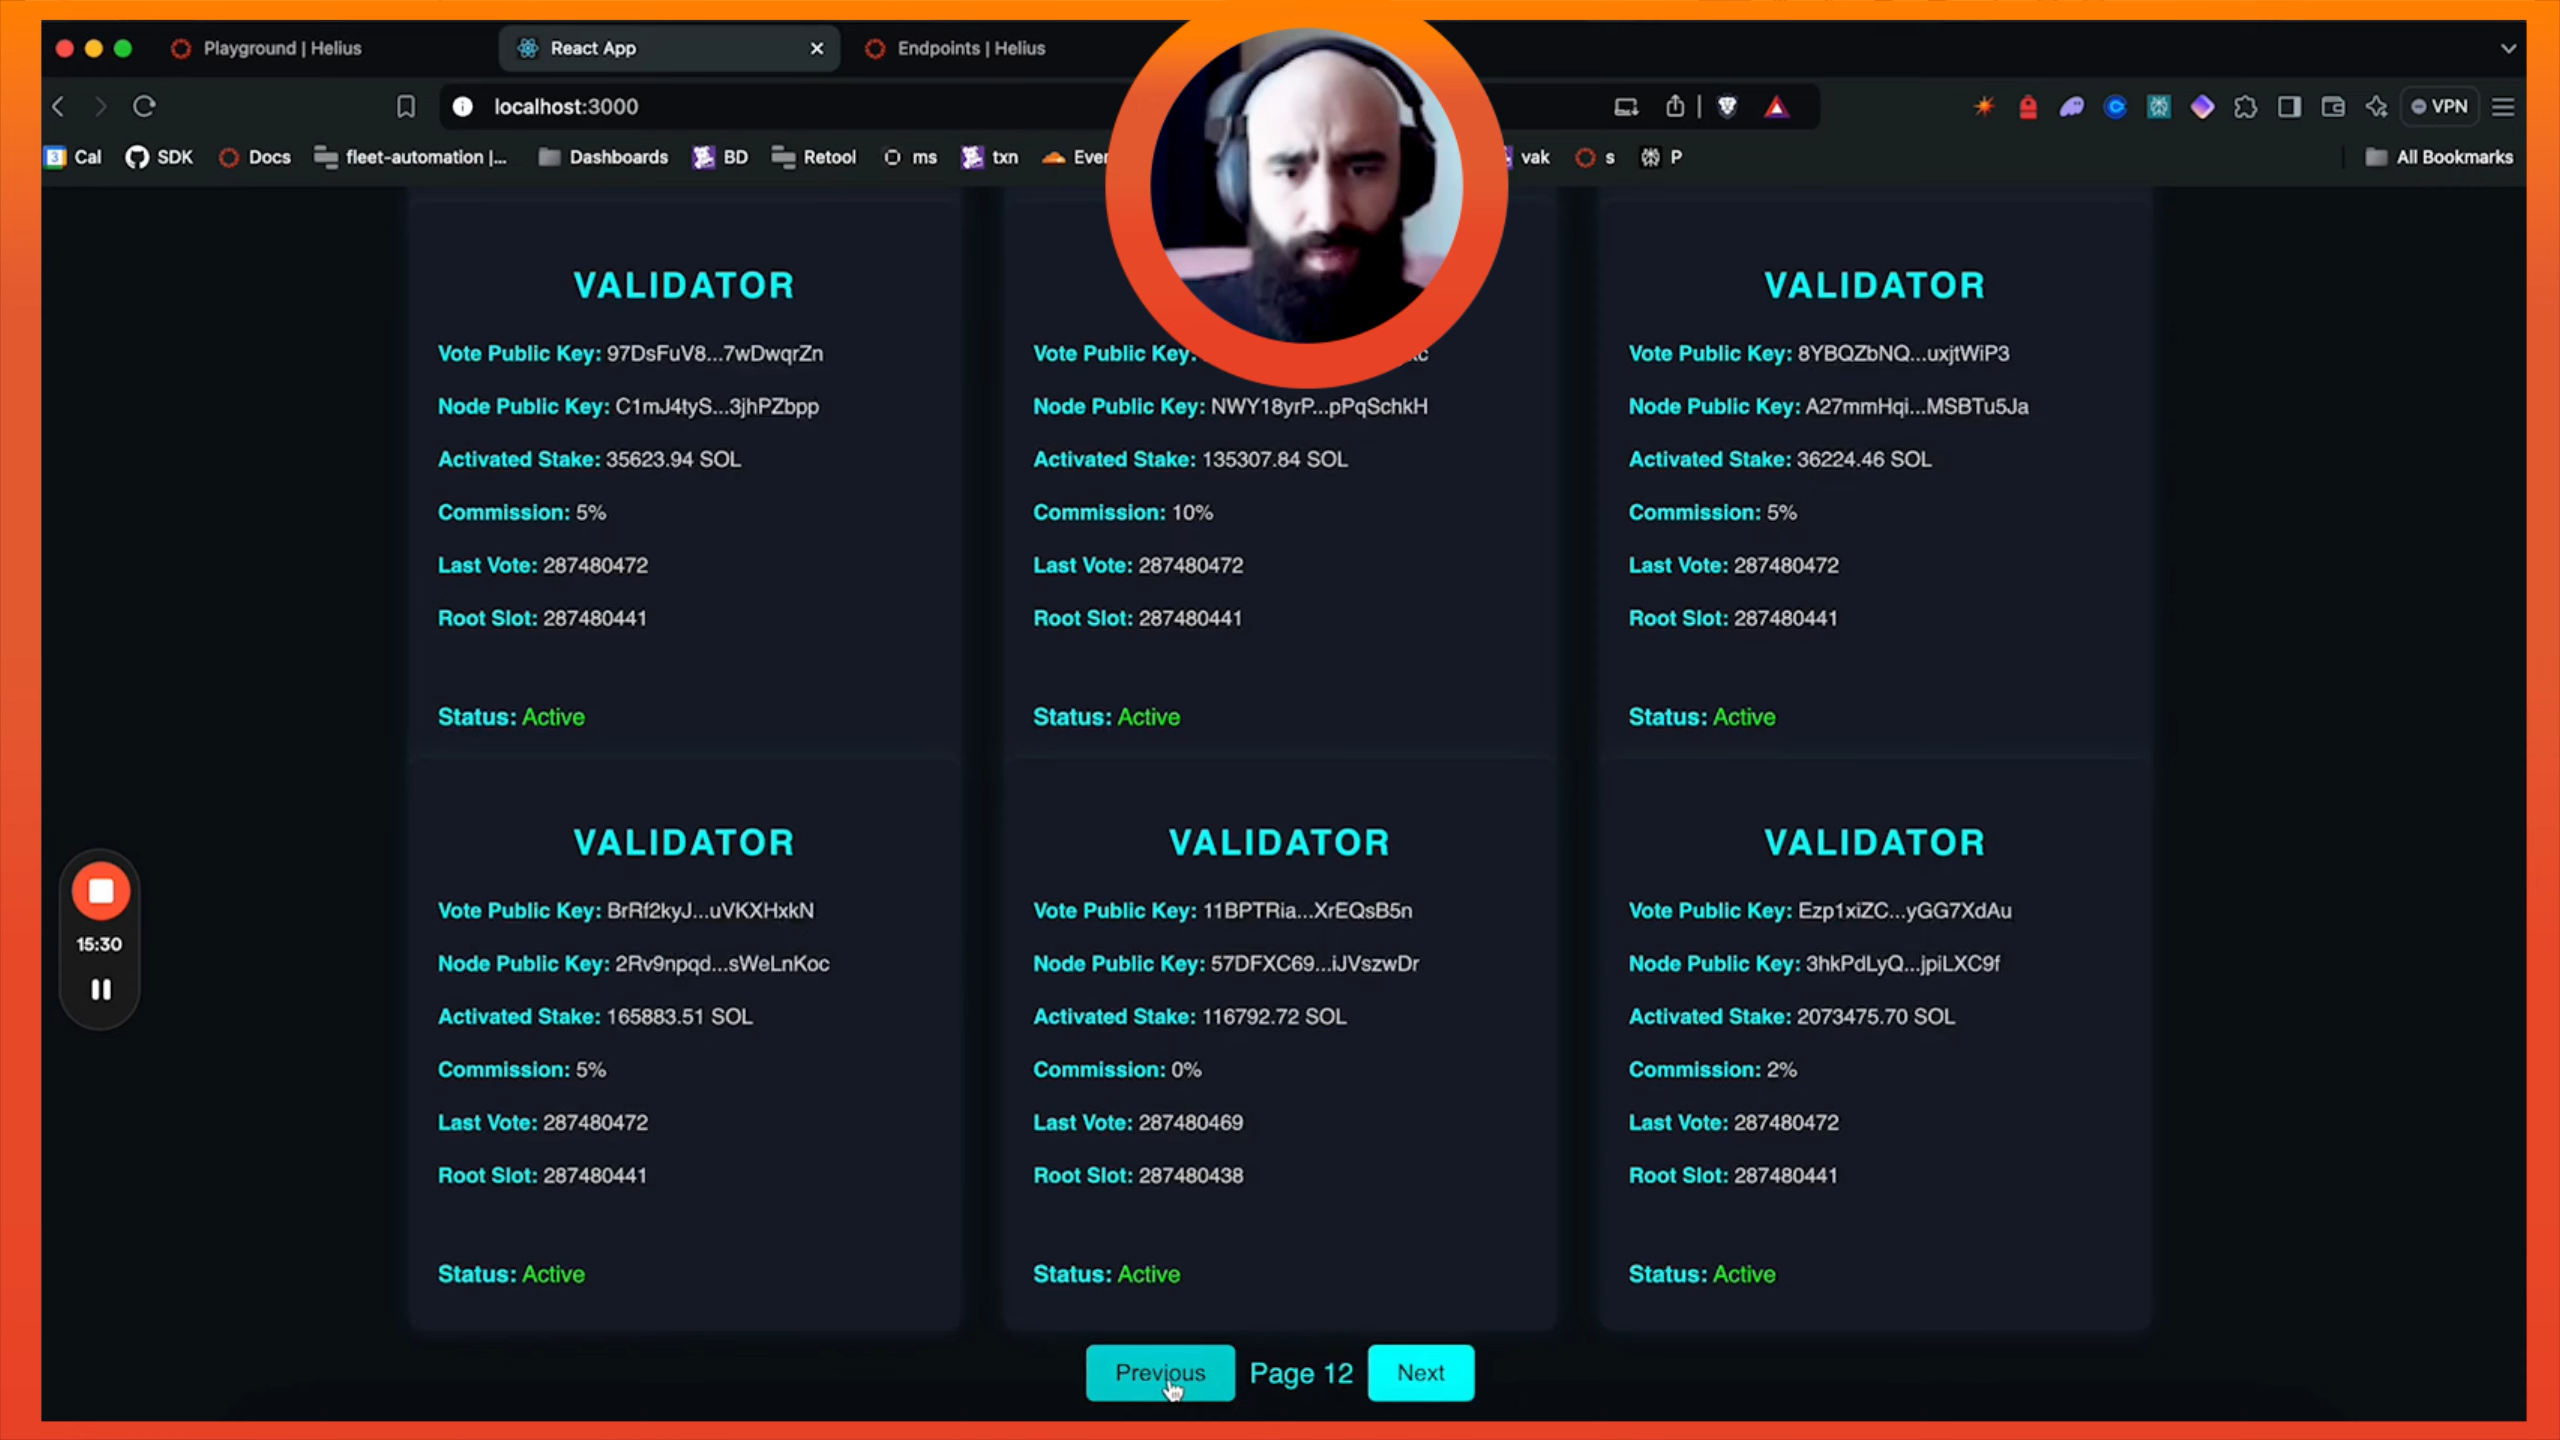 Playground | Helius
React App
Endpoints | Helius
localhost:3000
VPN
Cal
SDK
Docs
fleet-automation |...
Dashboards
BD
Retool
ms
txn
vak
s
P
All Bookmarks
VALIDATOR
Vote Public Key: 97DsFuV8...7wDwqrZn
Node Public Key: C1mJ4tyS...3jhPZbpp
Activated Stake: 35623.94 SOL
Commission: 5%
Last Vote: 287480472
Root Slot: 287480441
Status: Active
Vote Public Key:
Node Public Key: NWY18yrP...pPqSchkH
Activated Stake: 135307.84 SOL
Commission: 10%
Last Vote: 287480472
Root Slot: 287480441
Status: Active
VALIDATOR
Vote Public Key: 8YBQZbNQ...uxjtWiP3
Node Public Key: A27mmHqi...MSBTu5Ja
Activated Stake: 36224.46 SOL
Commission: 5%
Last Vote: 287480472
Root Slot: 287480441
Status: Active
VALIDATOR
Vote Public Key: BrRf2kyJ...uVKXHxkN
Node Public Key: 2Rv9npqd...sWeLnKoc
Activated Stake: 165883.51 SOL
Commission: 5%
Last Vote: 287480472
Root Slot: 287480441
Status: Active
VALIDATOR
Vote Public Key: 11BPTRia...XrEQsB5n
Node Public Key: 57DFXC69...iJVszwDr
Activated Stake: 116792.72 SOL
Commission: 0%
Last Vote: 287480469
Root Slot: 287480438
Status: Active
VALIDATOR
Vote Public Key: Ezp1xiZC...yGG7XdAu
Node Public Key: 3hkPdLyQ...jpiLXC9f
Activated Stake: 2073475.70 SOL
Commission: 2%
Last Vote: 287480472
Root Slot: 287480441
Status: Active
15:30
Previous
Page 12
Next